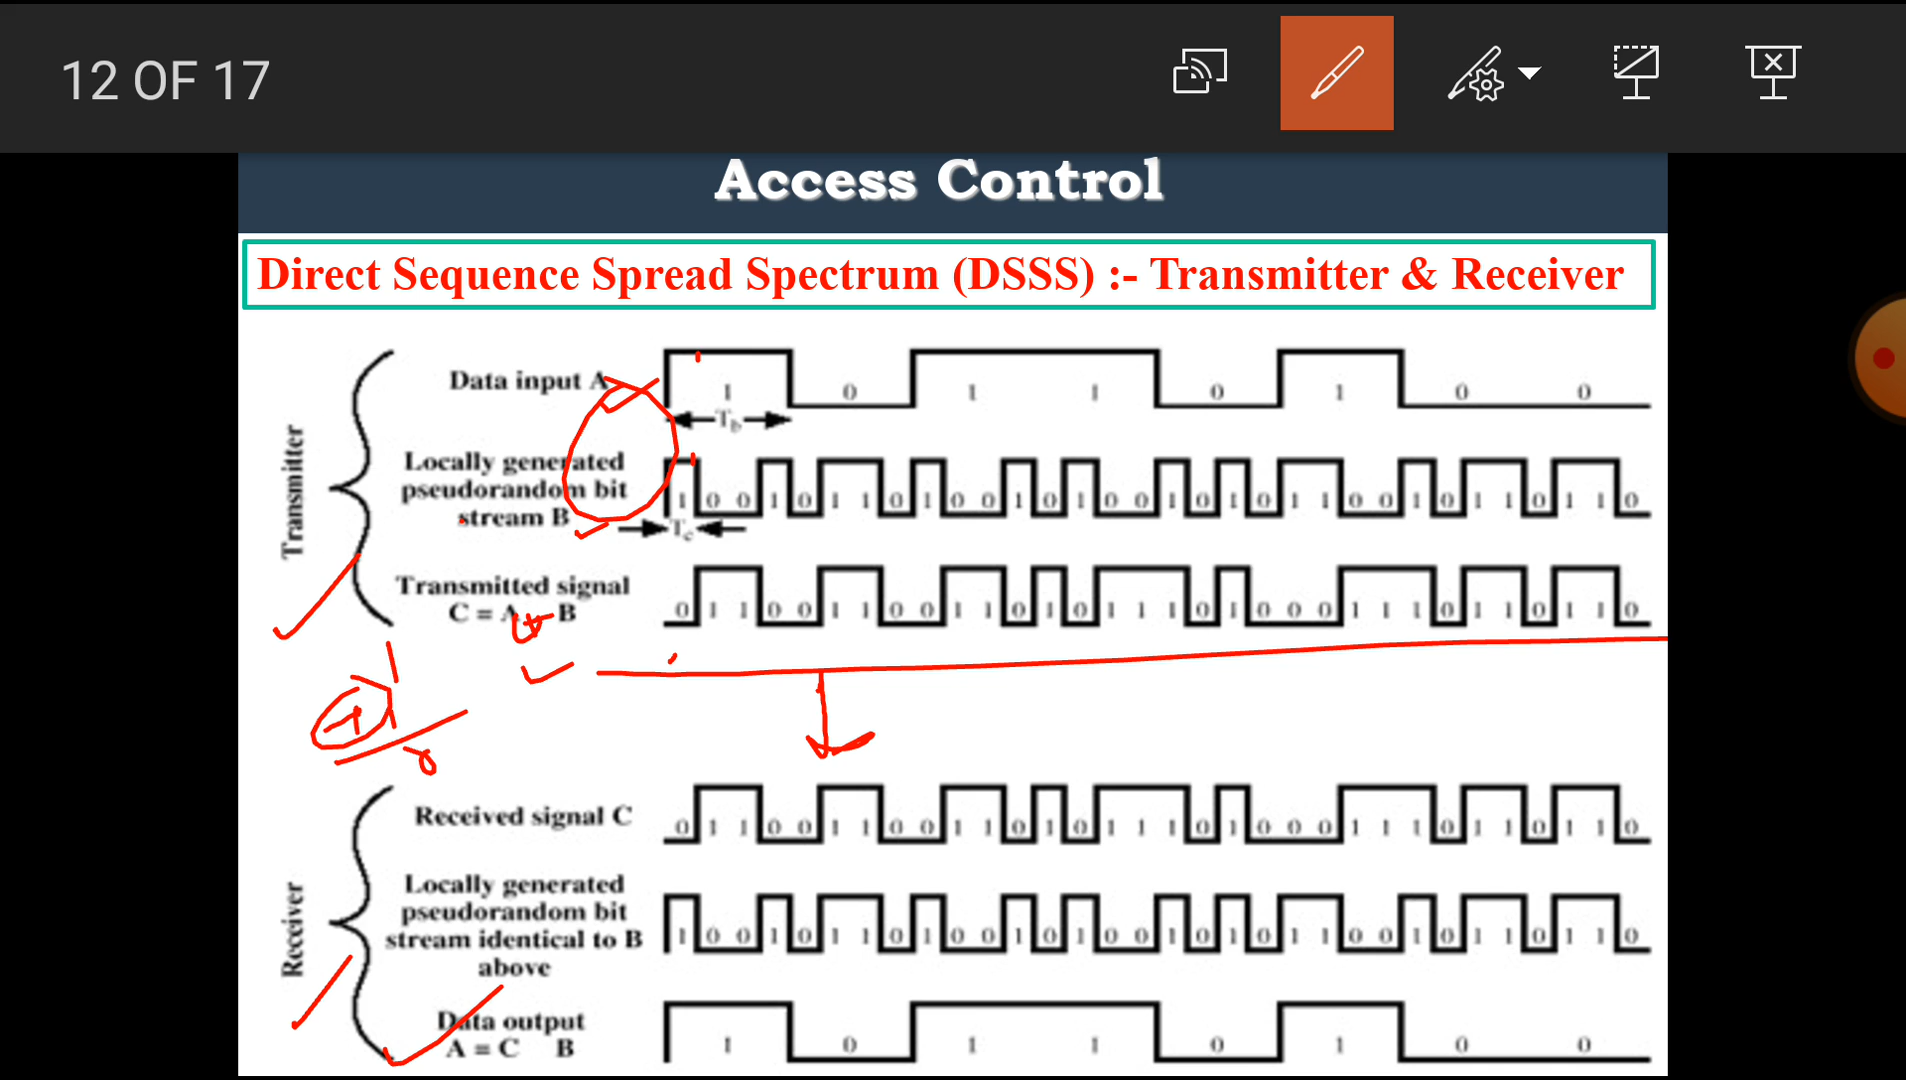 12 OF 17
Access Control
Direct Sequence Spread Spectrum (DSSS) :- Transmitter & Receiver
Transmitter
Data input A
1 0 1 1 0 1 0 0
T_b
Locally generated
pseudorandom bit
stream B
1 0 0 1 0 1 1 0 1 0 0 1 0 1 0 0 1 0 1 0 1 1 0 0 1 0 1 1 0 1 1 0
T_c
Transmitted signal
C = A + B
0 1 1 0 0 1 1 0 0 1 1 0 1 0 1 1 1 0 1 0 0 0 1 1 1 0 1 1 0 1 1 0
Receiver
Received signal C
0 1 1 0 0 1 1 0 0 1 1 0 1 0 1 1 1 0 1 0 0 0 1 1 1 0 1 1 0 1 1 0
Locally generated
pseudorandom bit
stream identical to B
above
1 0 0 1 0 1 1 0 1 0 0 1 0 1 0 0 1 0 1 0 1 1 0 0 1 0 1 1 0 1 1 0
Data output
A = C B
1 0 1 1 0 1 0 0